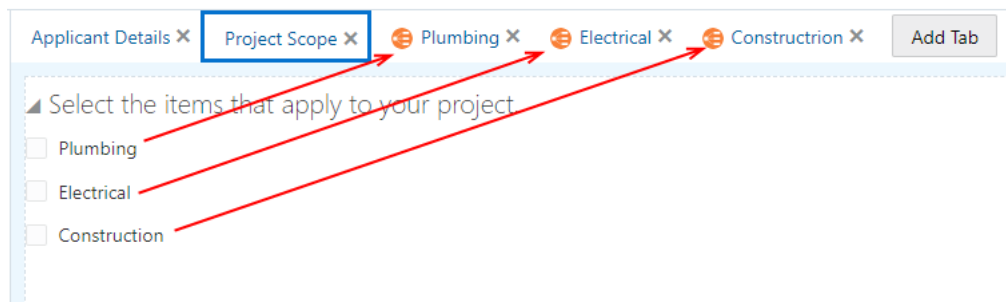 Applicant Details × Project Scope × Plumbing × Electrical × Constructrion × Add Tab
Select the items that apply to your project.
Plumbing
Electrical
Construction